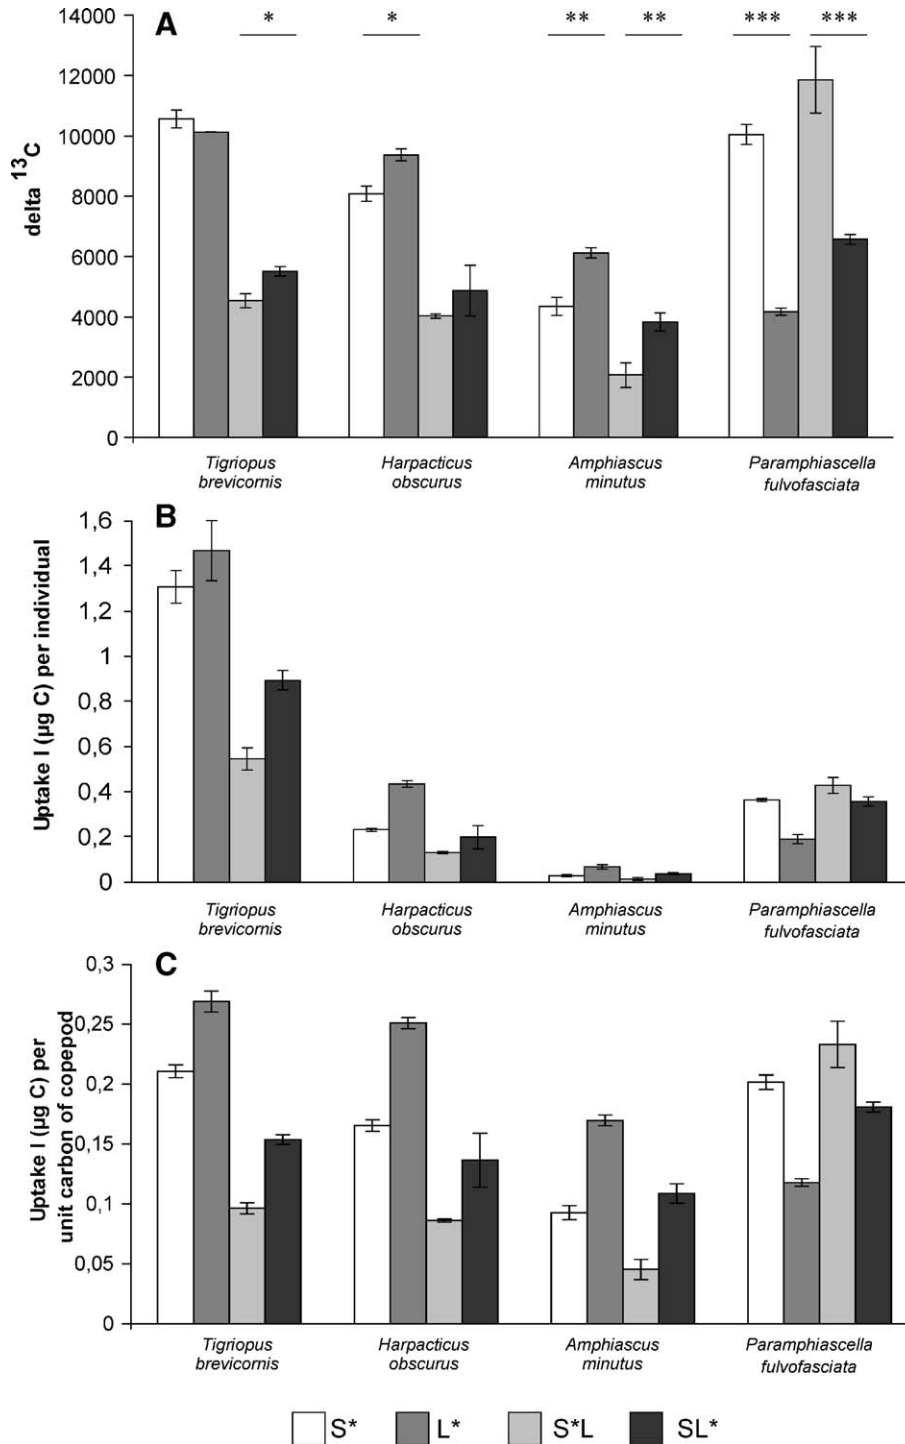 A
* * ** ** *** ***
14000
12000
10000
8000
6000
4000
2000
0
delta ¹³C
Tigriopus brevicornis
Harpacticus obscurus
Amphiascus minutus
Paramphiascella fulvofasciata
B
1,6
1,4
1,2
1
0,8
0,6
0,4
0,2
0
Uptake I (µg C) per individual
Tigriopus brevicornis
Harpacticus obscurus
Amphiascus minutus
Paramphiascella fulvofasciata
C
0,3
0,25
0,2
0,15
0,1
0,05
0
Uptake I (µg C) per
unit carbon of copepod
Tigriopus brevicornis
Harpacticus obscurus
Amphiascus minutus
Paramphiascella fulvofasciata
S* L* S*L SL*